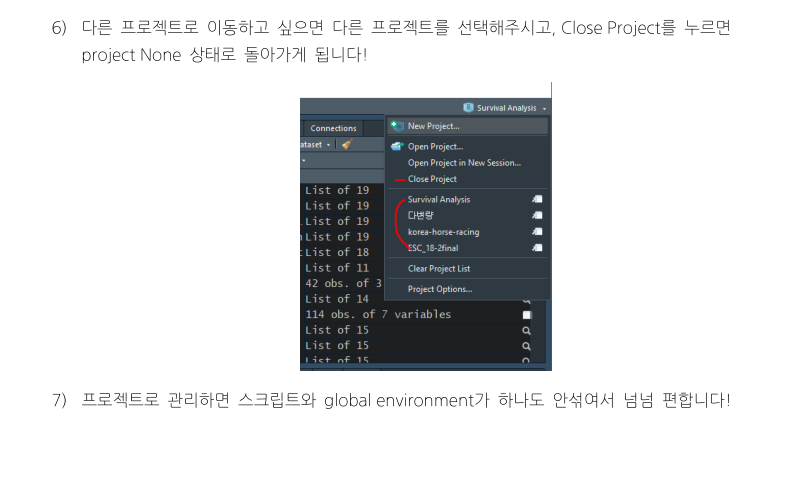 6) 다른 프로젝트로 이동하고 싶으면 다른 프로젝트를 선택해주시고, Close Project를 누르면
project None 상태로 돌아가게 됩니다!
Survival Analysis
Connections
New Project...
ataset
Open Project...
Open Project in New Session...
Close Project
List of 19
Survival Analysis
List of 19
다변량
List of 19
korea-horse-racing
List of 19
ESC_18-2final
List of 18
List of 11
Clear Project List
42 obs. of 3
Project Options...
List of 14
114 obs. of 7 variables
List of 15
List of 15
List of 15
7) 프로젝트로 관리하면 스크립트와 global environment가 하나도 안섞여서 넘넘 편합니다!